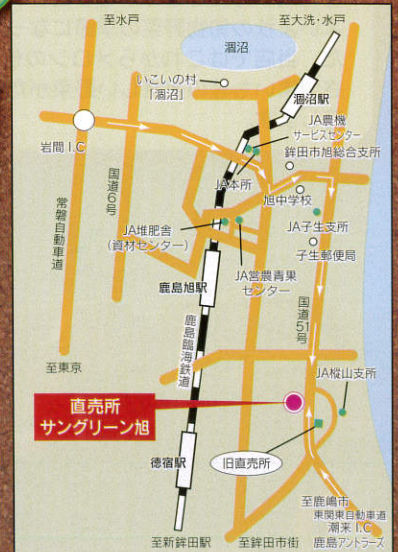 至水戸
至大洗・水戸
涸沼
いこいの村
「涸沼」
涸沼駅
JA農機
サービスセンター
岩間 I.C
鉾田市旭総合支所
JA本所
国道6号
旭中学校
常磐自動車道
JA堆肥舎
(資材センター)
JA子生支所
子生郵便局
JA営農青果
センター
鹿島旭駅
国道51号
鹿島臨海鉄道
至東京
JA樅山支所
直売所
サングリーン旭
徳宿駅
旧直売所
至鹿嶋市
東関東自動車道
潮来 I.C
鹿島アントラーズ
至新鉾田駅
至鉾田市街